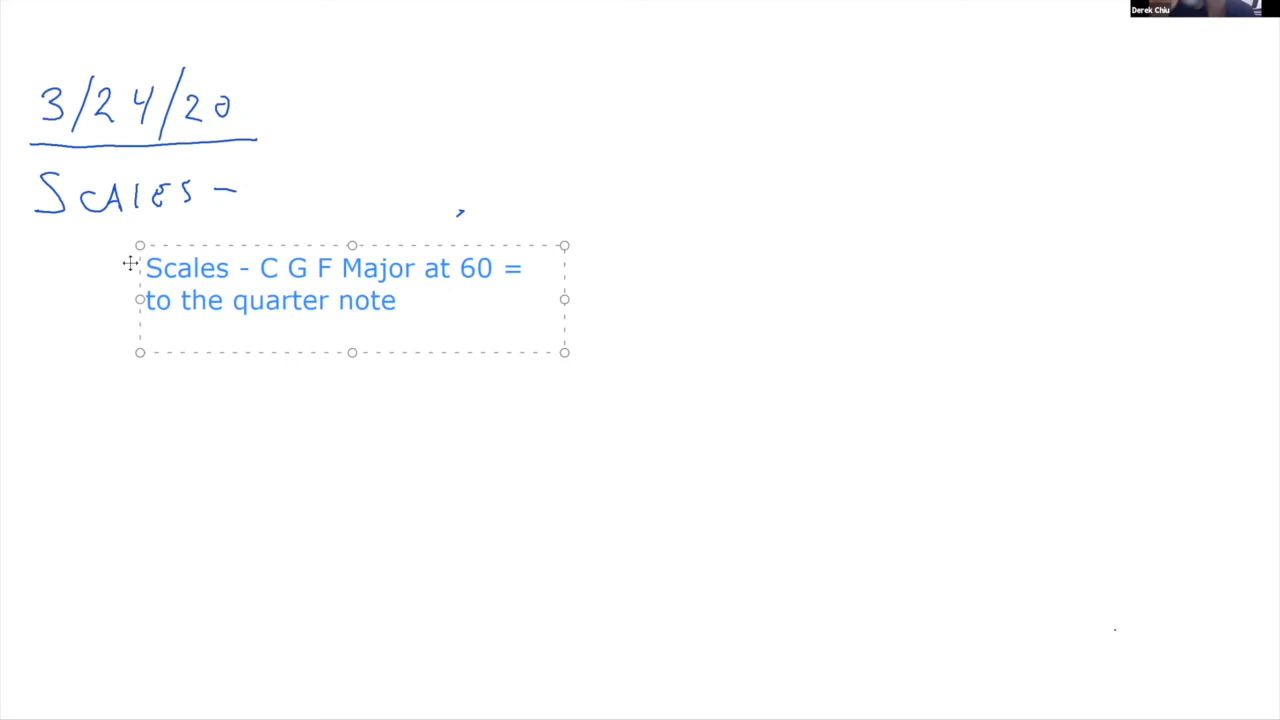 Derek Chiu
3/24/20
SCALES -
Scales - C G F Major at 60 =
to the quarter note